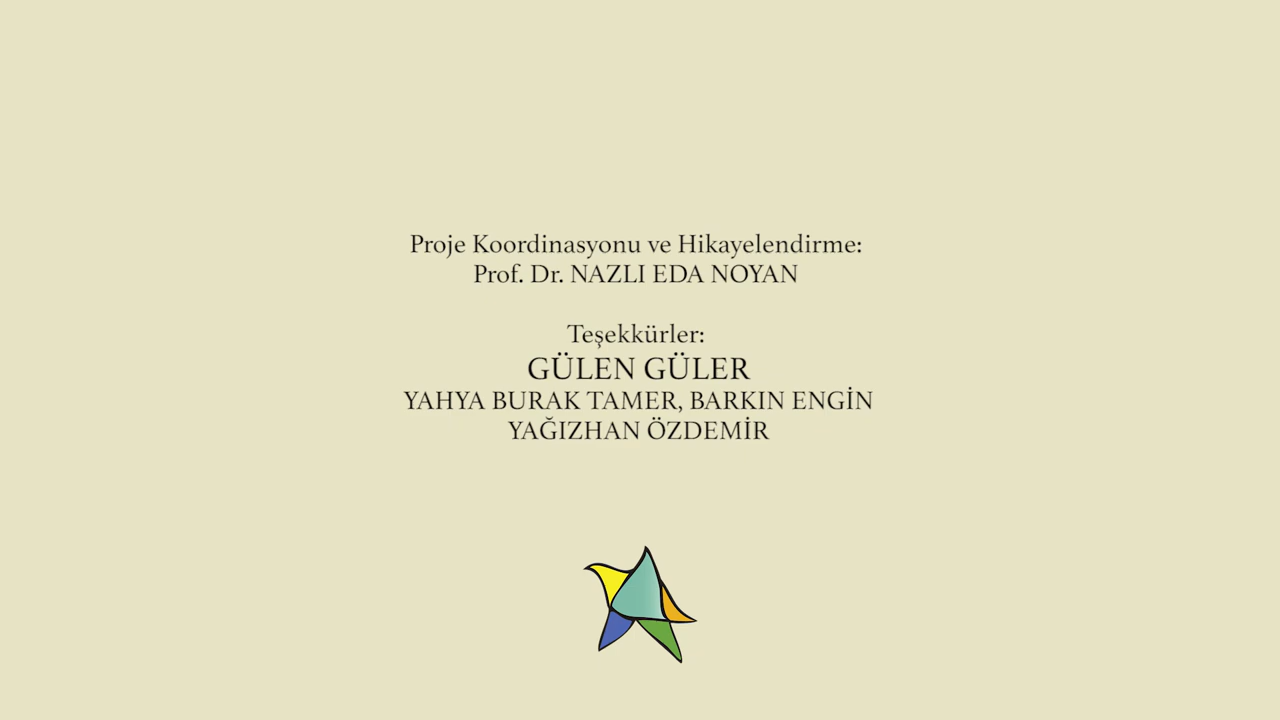 Proje Koordinasyonu ve Hikayelendirme:
Prof. Dr. NAZLI EDA NOYAN
Teşekkürler:
GÜLEN GÜLER
YAHYA BURAK TAMER, BARKIN ENGİN
YAĞIZHAN ÖZDEMİR